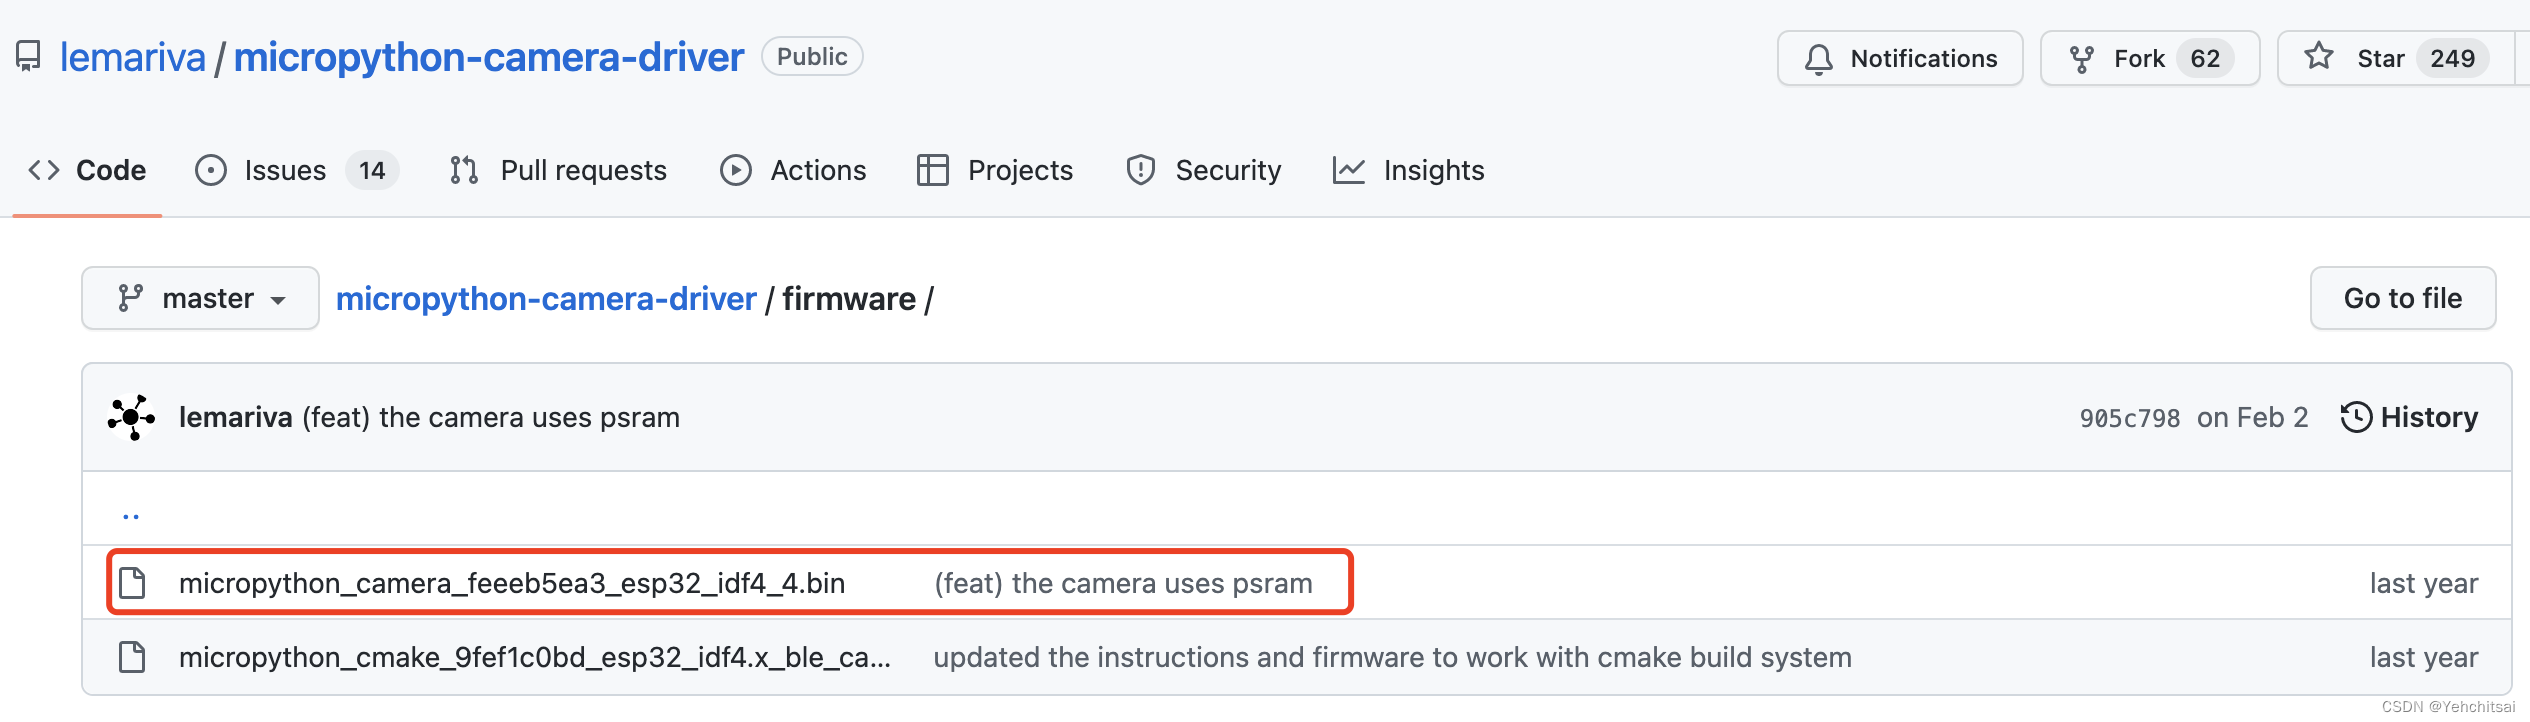 lemariva / micropython-camera-driver Public Notifications Fork 62 Star 249
Code Issues 14 Pull requests Actions Projects Security Insights
master micropython-camera-driver / firmware / Go to file
lemariva (feat) the camera uses psram 905c798 on Feb 2 History
..
micropython_camera_feeeb5ea3_esp32_idf4_4.bin (feat) the camera uses psram last year
micropython_cmake_9fef1c0bd_esp32_idf4.x_ble_ca... updated the instructions and firmware to work with cmake build system last year
CSDN @Yehchitsai